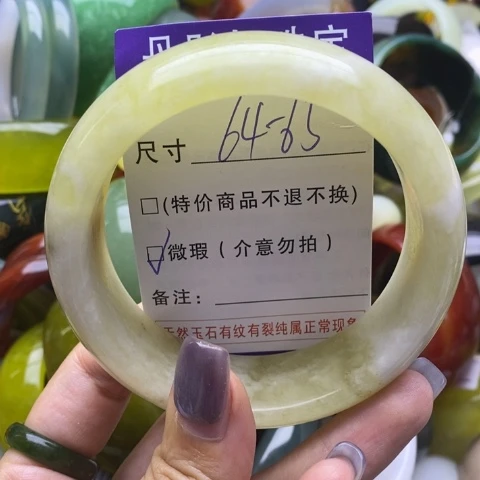 尺寸 64-65
□(特价商品不退不换)
☑微瑕(介意勿拍)
备注：
天然玉石有纹有裂纯属正常现象